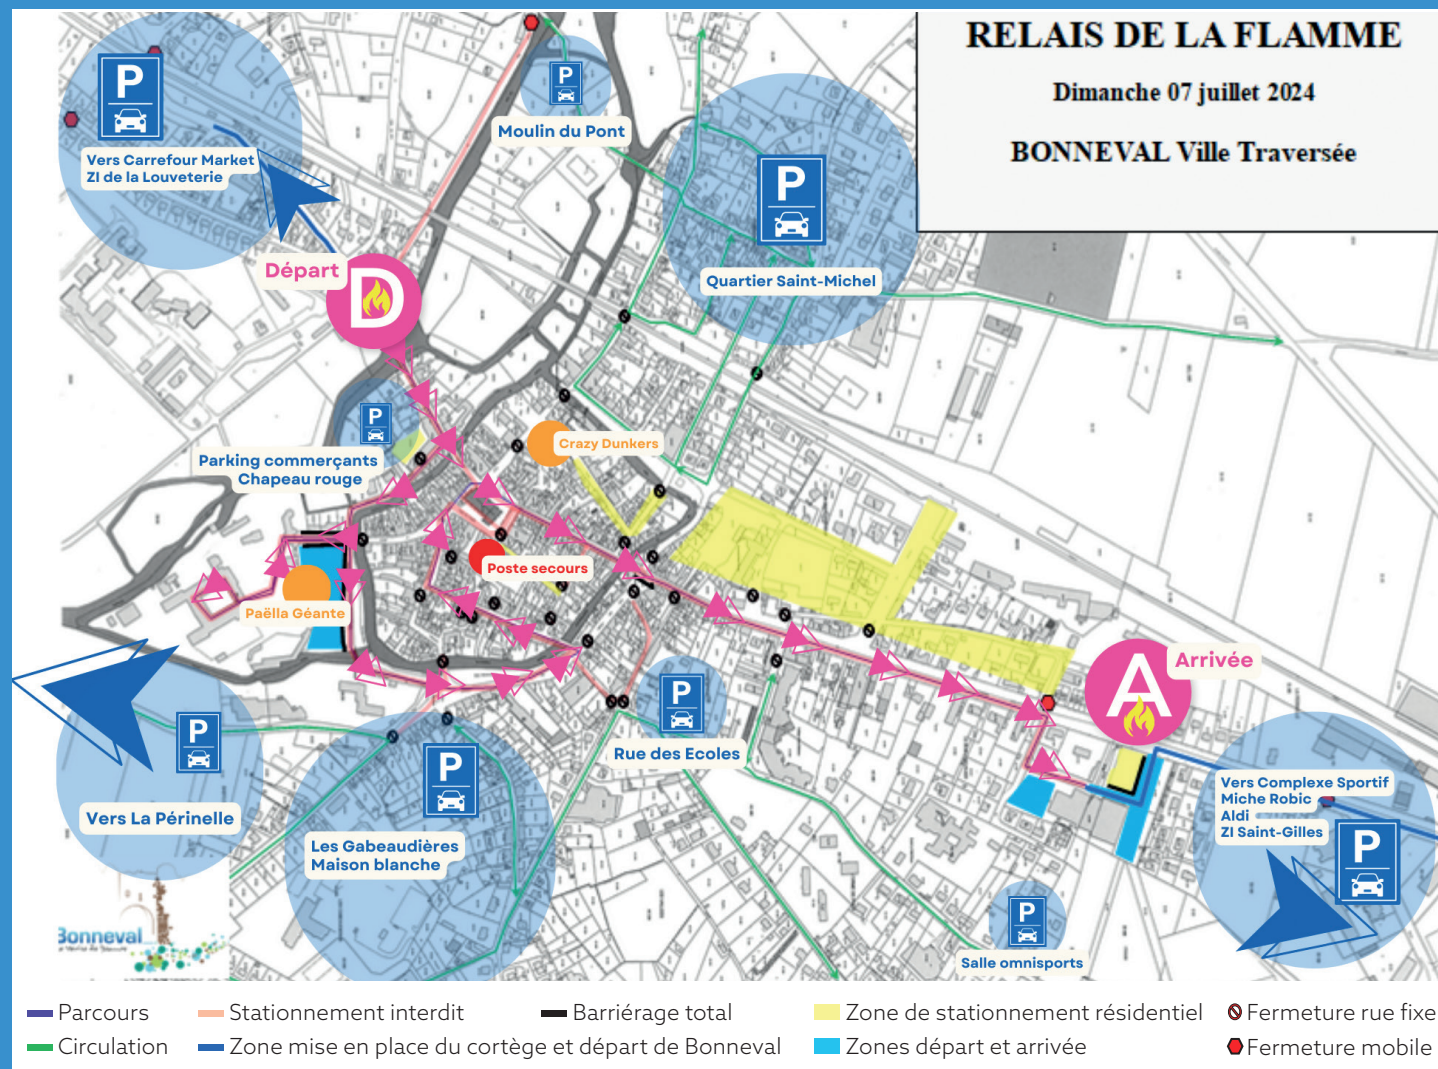 RELAIS DE LA FLAMME
Dimanche 07 juillet 2024
BONNEVAL Ville Traversée
P
Vers Carrefour Market
ZI de la Louveterie
P
Moulin du Pont
P
Quartier Saint-Michel
Départ
D
P
Parking commerçants
Chapeau rouge
Crazy Dunkers
Poste secours
Paëlla Géante
Arrivée
A
P
Rue des Ecoles
P
Vers La Périnelle
P
Les Gabeaudières
Maison blanche
Vers Complexe Sportif
Miche Robic
Aldi
ZI Saint-Gilles
P
P
Salle omnisports
Bonneval
Parcours
Stationnement interdit
Barriérage total
Zone de stationnement résidentiel
Fermeture rue fixe
Circulation
Zone mise en place du cortège et départ de Bonneval
Zones départ et arrivée
Fermeture mobile